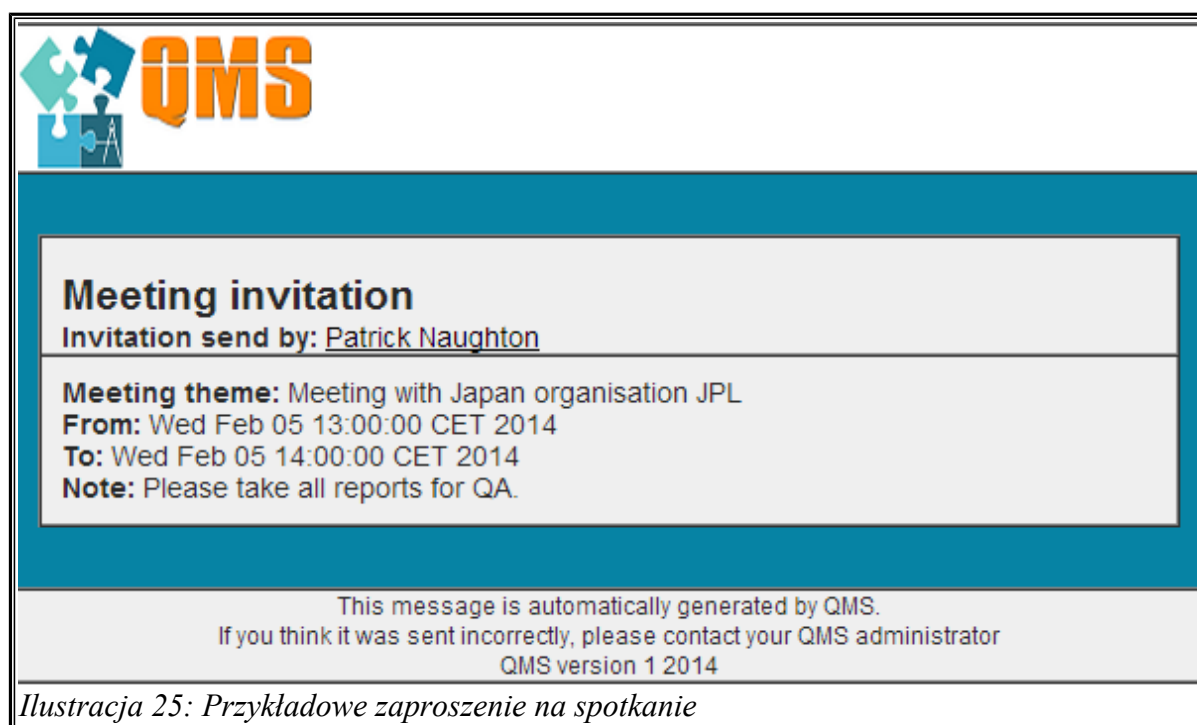 QMS
Meeting invitation
Invitation send by: Patrick Naughton
Meeting theme: Meeting with Japan organisation JPL
From: Wed Feb 05 13:00:00 CET 2014
To: Wed Feb 05 14:00:00 CET 2014
Note: Please take all reports for QA.
This message is automatically generated by QMS.
If you think it was sent incorrectly, please contact your QMS administrator
QMS version 1 2014
Ilustracja 25: Przykładowe zaproszenie na spotkanie